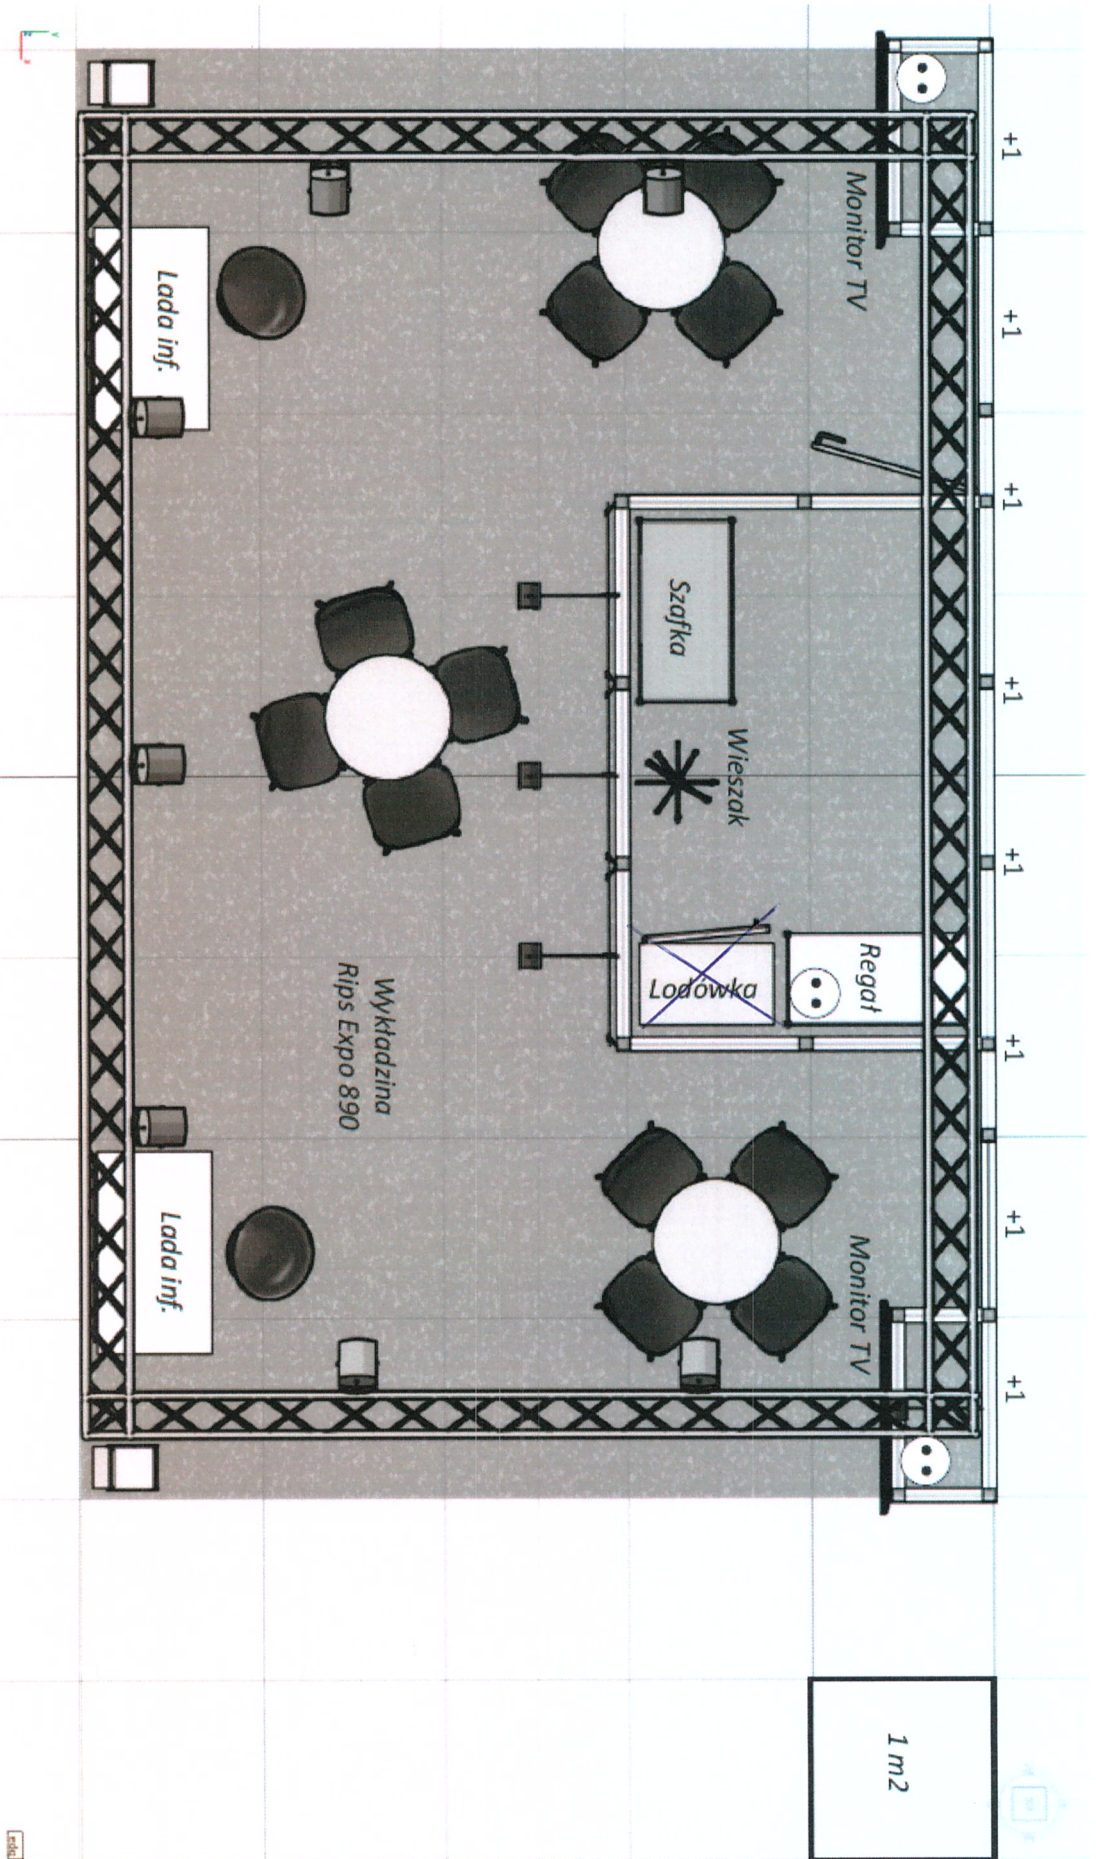 +1
+1
+1
+1
+1
+1
+1
+1
Monitor TV
Monitor TV
Regał
Lodówka
Wieszak
Szafka
Wykładzina
Rips Expo 890
Lada inf.
Lada inf.
1 m2